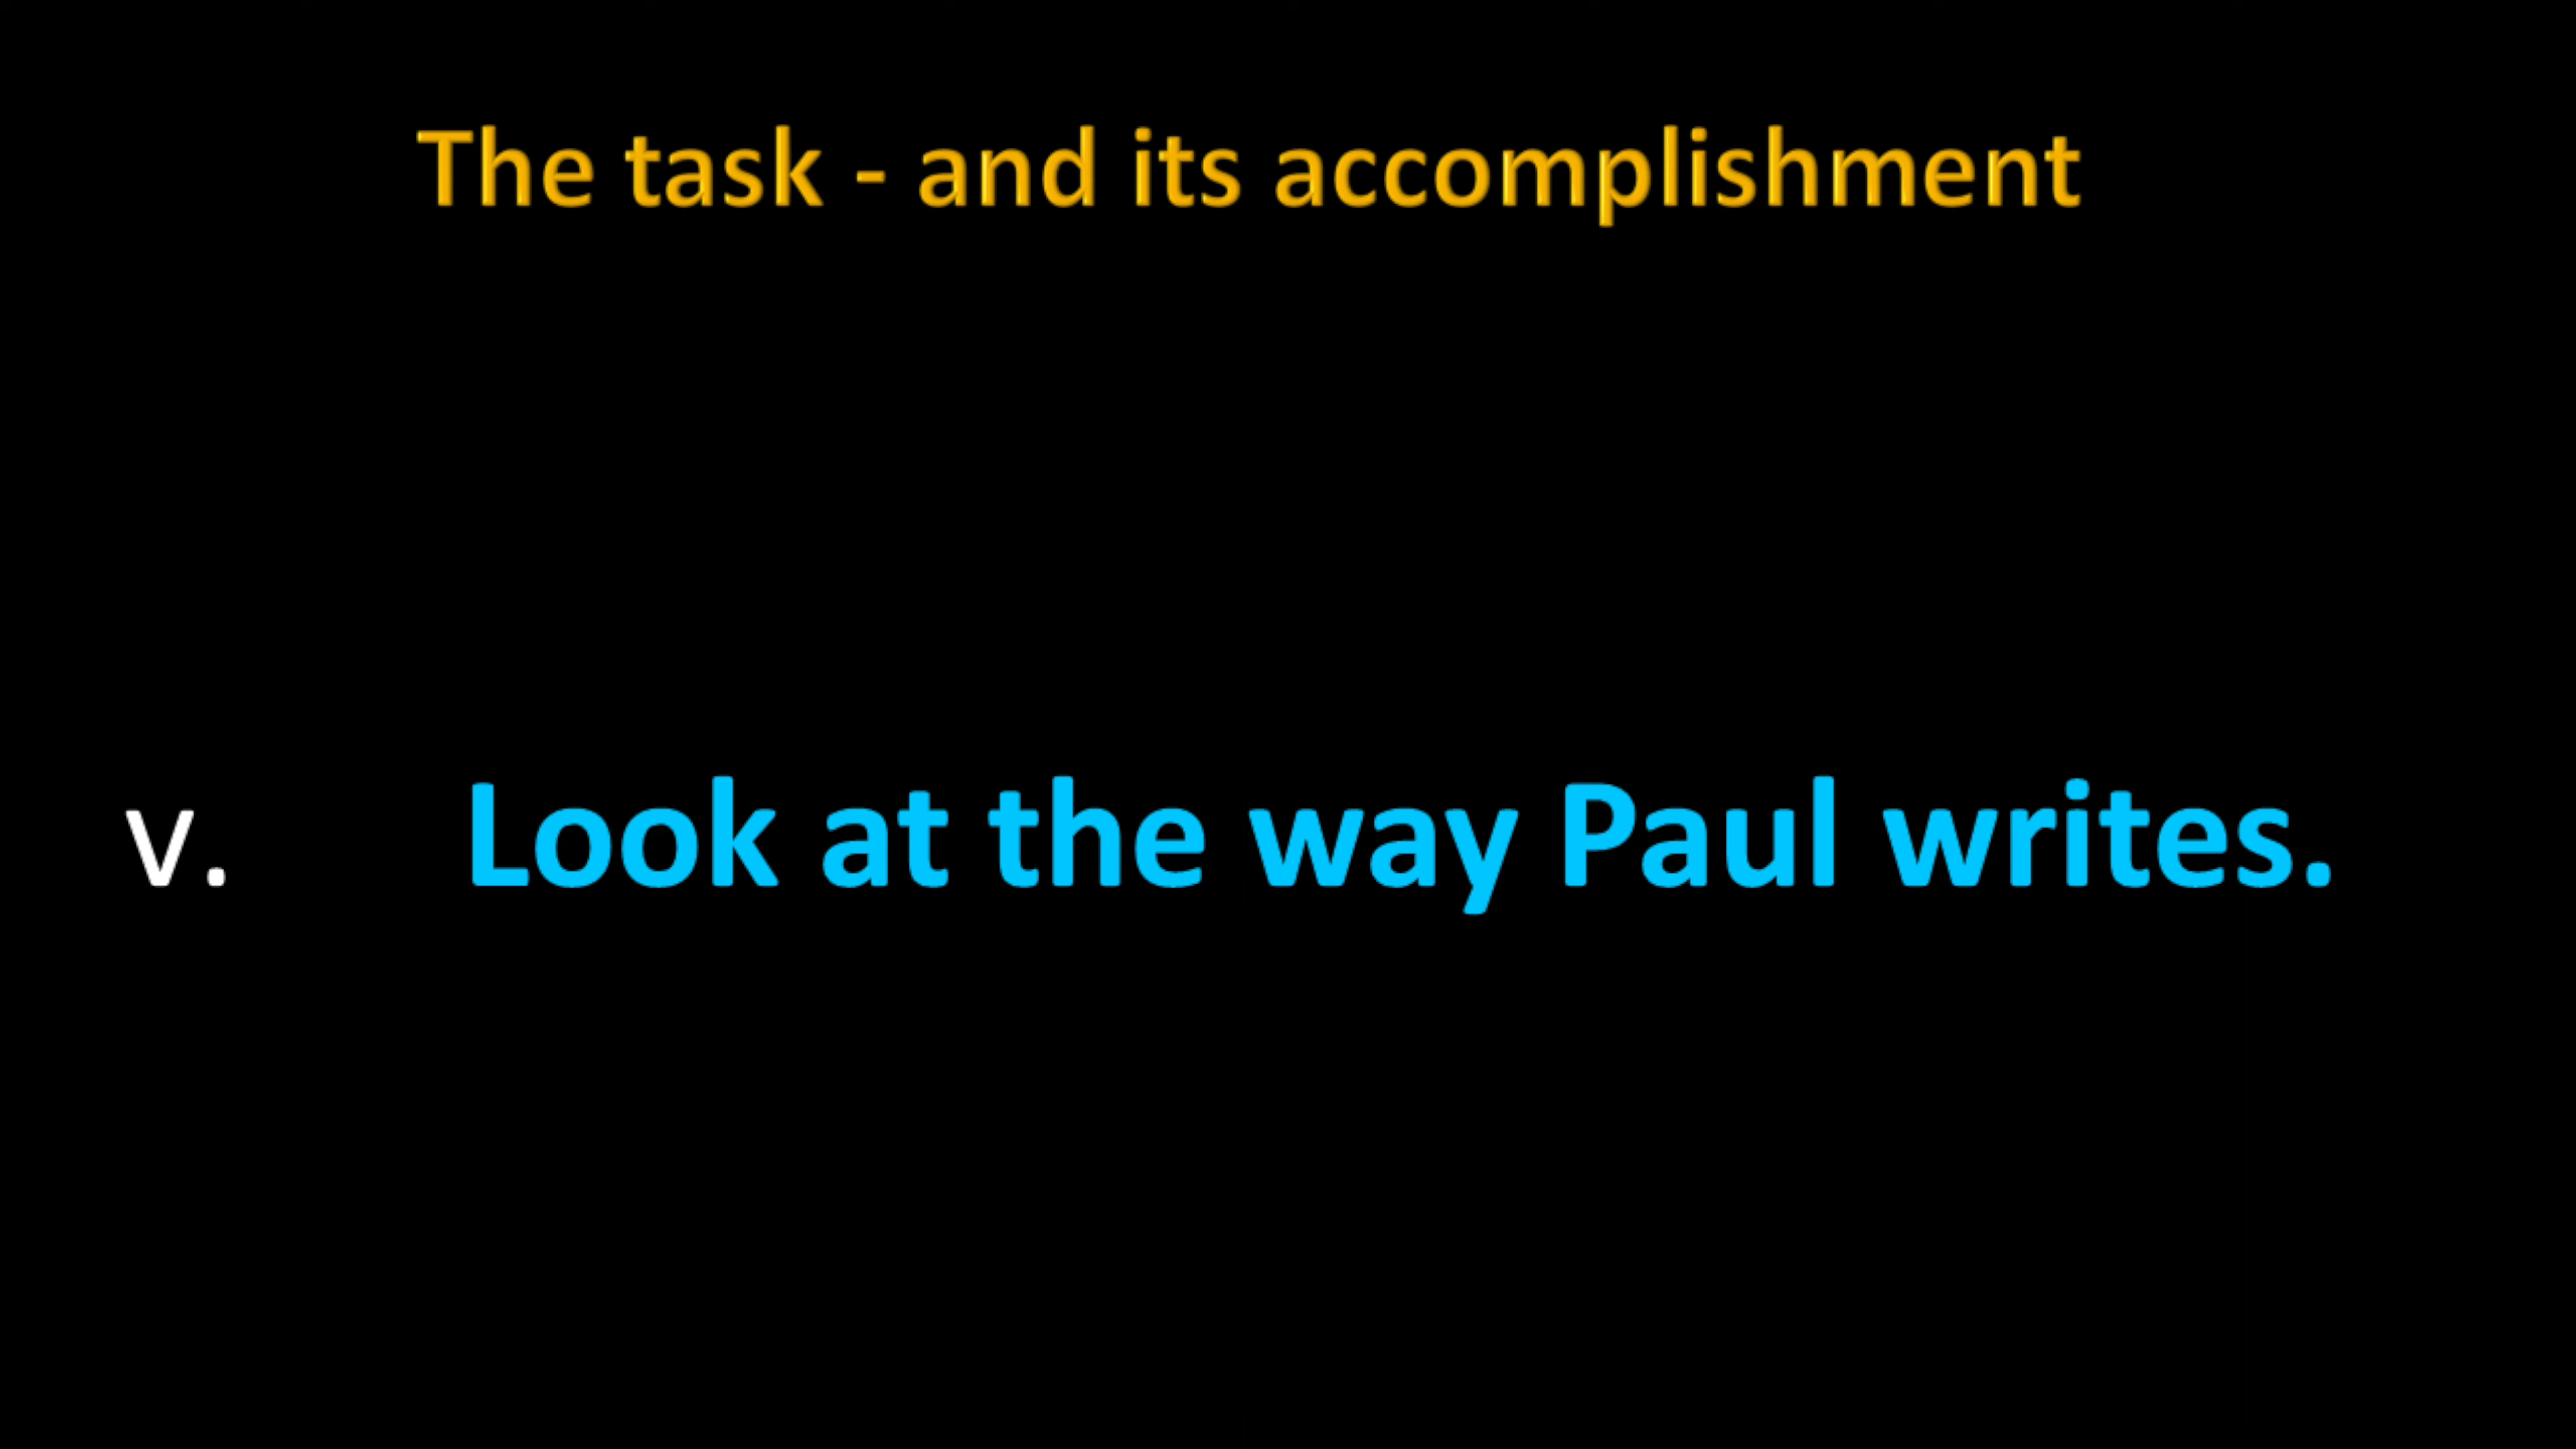 The task - and its accomplishment
v. Look at the way Paul writes.